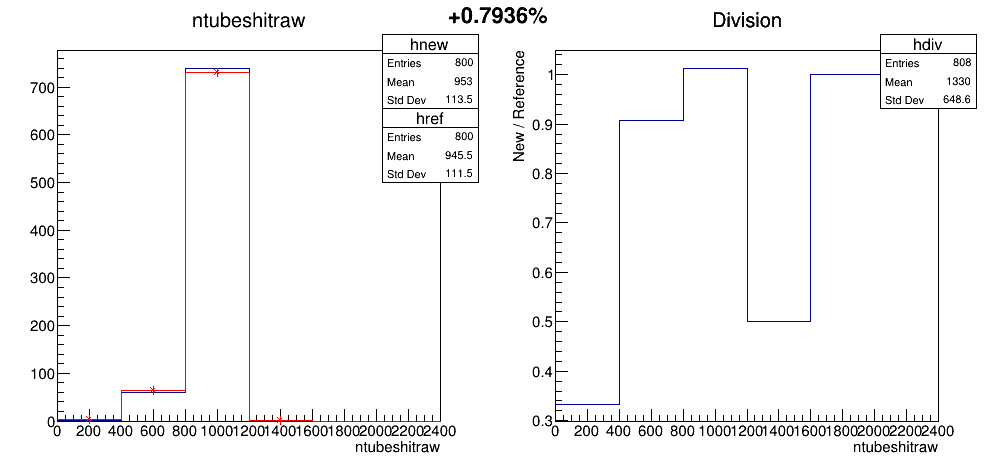 +0.7936%
ntubeshitraw
hnew
Entries 800
Mean 953
Std Dev 113.5
href
Entries 800
Mean 945.5
Std Dev 111.5
700
600
500
400
300
200
100
0
0 200 400 600 800 1000 1200 1400 1600 1800 2000 2200 2400
ntubeshitraw
Division
hdiv
Entries 808
Mean 1330
Std Dev 648.6
New / Reference
1
0.9
0.8
0.7
0.6
0.5
0.4
0.3
0 200 400 600 800 1000 1200 1400 1600 1800 2000 2200 2400
ntubeshitraw